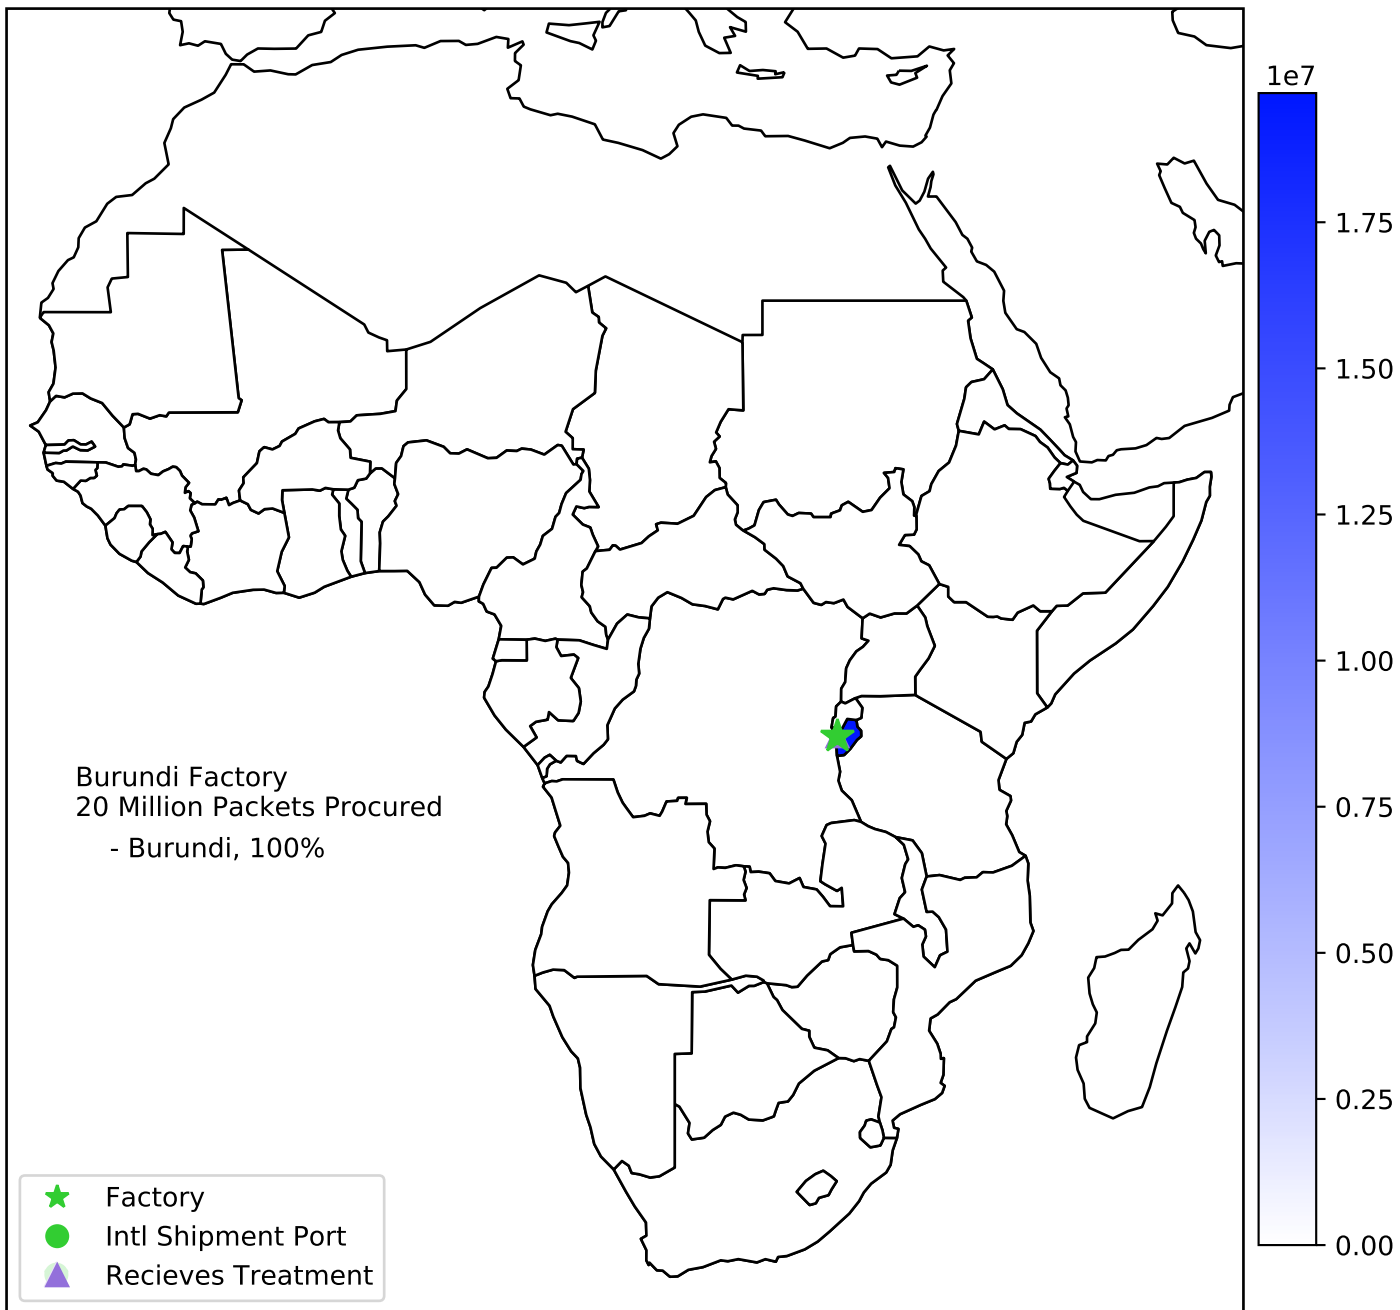 1e7
1.75
1.50
1.25
1.00
0.75
0.50
0.25
0.00
Burundi Factory
20 Million Packets Procured
- Burundi, 100%
Factory
Intl Shipment Port
Recieves Treatment